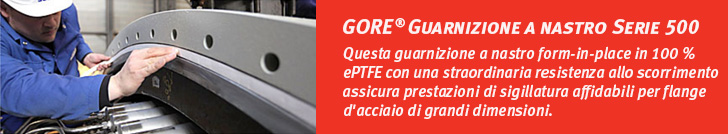 GORE® Guarnizione a nastro Serie 500
Questa guarnizione a nastro form-in-place in 100 %
ePTFE con una straordinaria resistenza allo scorrimento
assicura prestazioni di sigillatura affidabili per flange
d'acciaio di grandi dimensioni.